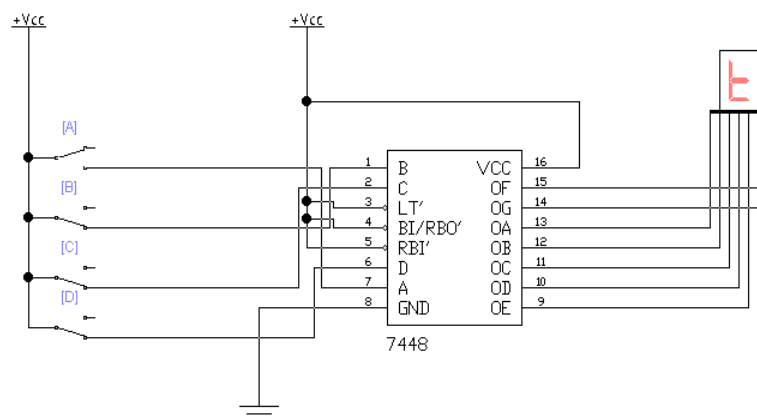 +Vcc +Vcc
[A]
[B]
[C]
[D]
1 B VCC 16
2 C OF 15
3 LT' OG 14
4 BI/RBO' OA 13
5 RBI' OB 12
6 D OC 11
7 A OD 10
8 GND OE 9
7448